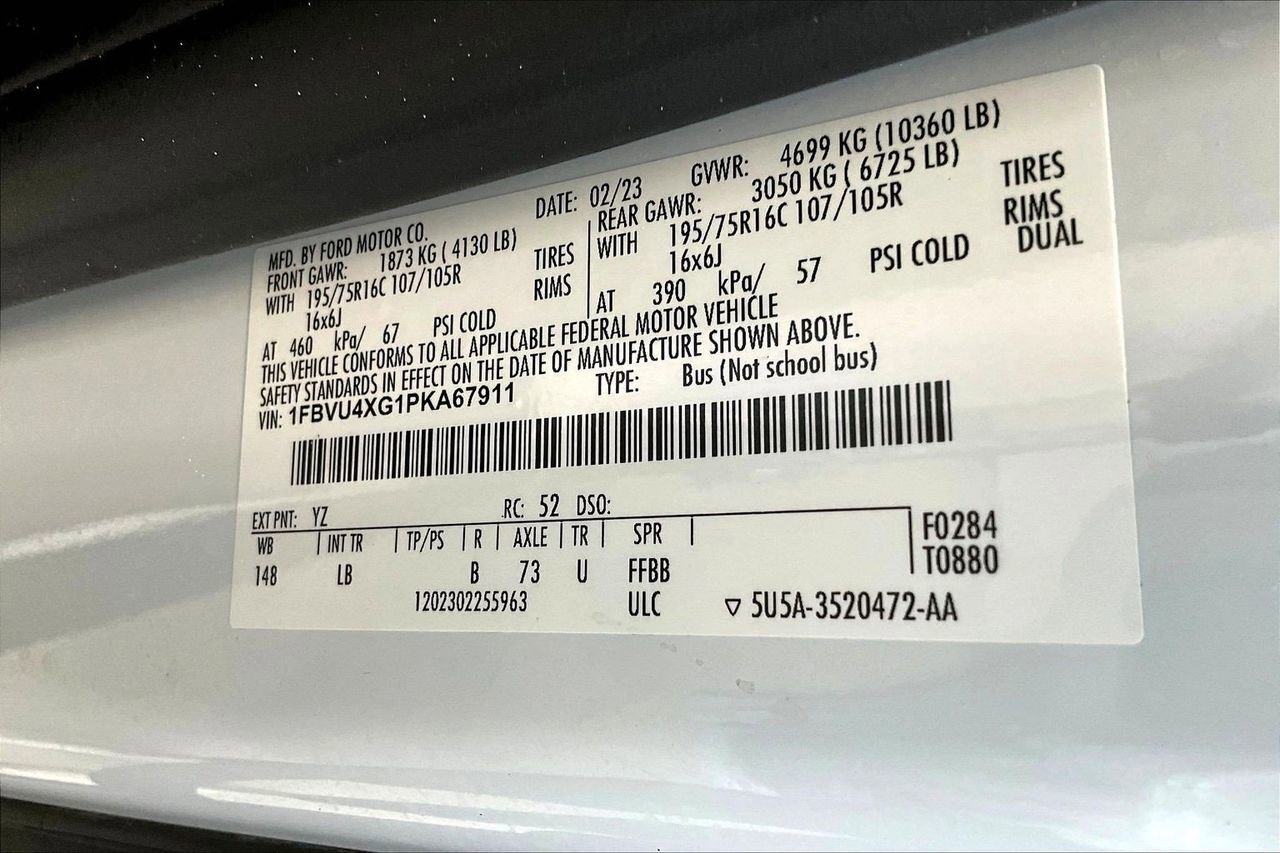 MFD. BY FORD MOTOR CO. DATE: 02/23 GVWR: 4699 KG (10360 LB)
FRONT GAWR: 1873 KG ( 4130 LB) REAR GAWR: 3050 KG ( 6725 LB)
WITH 195/75R16C 107/105R TIRES WITH 195/75R16C 107/105R TIRES
16x6J RIMS 16x6J RIMS
AT 460 kPa/ 67 PSI COLD AT 390 kPa/ 57 PSI COLD DUAL
THIS VEHICLE CONFORMS TO ALL APPLICABLE FEDERAL MOTOR VEHICLE
SAFETY STANDARDS IN EFFECT ON THE DATE OF MANUFACTURE SHOWN ABOVE.
VIN: 1FBVU4XG1PKA67911 TYPE: Bus (Not school bus)
EXT PNT: YZ RC: 52 DSO:
WB INT TR TP/PS R AXLE TR SPR F0284
148 LB B 73 U FFBB T0880
1202302255963 ULC ▽ 5U5A-3520472-AA